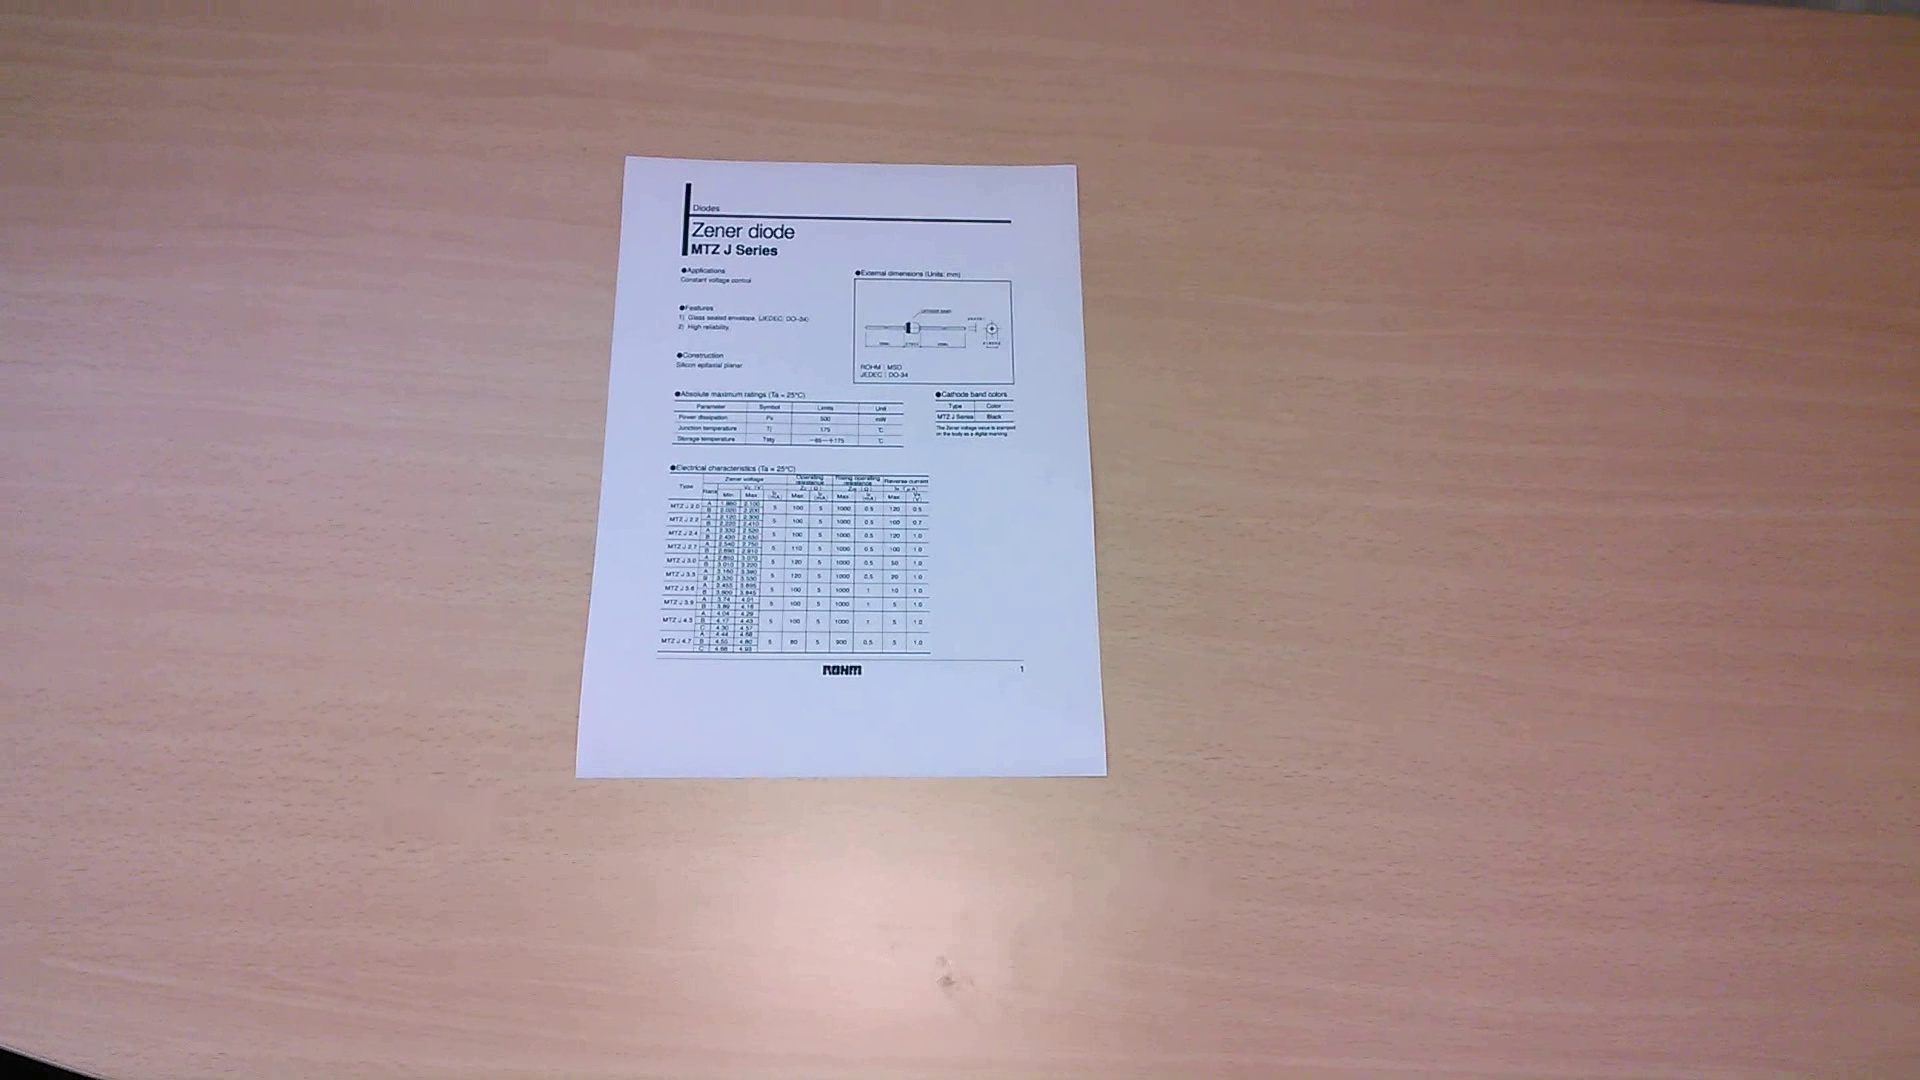 Diodes
Zener diode
MTZ J Series
●Applications
Constant voltage control
●Features
1) Glass sealed envelope. (JEDEC: DO-34)
2) High reliability.
●Construction
Silicon epitaxial planar
●External dimensions (Units: mm)
CATHODE BAND
ROHM : MSD
JEDEC : DO-34
●Absolute maximum ratings (Ta = 25°C)
Parameter Symbol Limits Unit
Power dissipation 500 mW
Junction temperature Tj 175 °C
Storage temperature Tstg −65~+175 °C
●Cathode band colors
Type Color
MTZ J Series Black
The Zener voltage value is stamped
on the body as a digital marking
●Electrical characteristics (Ta = 25°C)
Type Zener voltage Operating resistance Rising operating resistance Reverse current
Min Max Max Max Max
MTZ J 2.0 A 1.880 2.100 5 100 5 1000 0.5 120 0.5
B 2.020 2.200
MTZ J 2.2 A 2.120 2.300 5 100 5 1000 0.5 100 0.7
B 2.220 2.410
MTZ J 2.4 A 2.330 2.520 5 100 5 1000 0.5 120 1.0
B 2.430 2.630
MTZ J 2.7 A 2.540 2.750 5 110 5 1000 0.5 100 1.0
B 2.690 2.910
MTZ J 3.0 A 2.850 3.070 5 120 5 1000 0.5 50 1.0
B 3.010 3.220
MTZ J 3.3 A 3.160 3.380 5 120 5 1000 0.5 20 1.0
B 3.320 3.530
MTZ J 3.6 A 3.455 3.695 5 100 5 1000 1 10 1.0
B 3.600 3.845
MTZ J 3.9 A 3.74 4.01 5 100 5 1000 1 5 1.0
B 3.89 4.16
MTZ J 4.3 A 4.04 4.29 5 100 5 1000 1 5 1.0
B 4.17 4.43
C 4.30 4.57
MTZ J 4.7 A 4.44 4.68 5 80 5 900 0.5 5 1.0
B 4.55 4.80
C 4.68 4.93
ROHM 1